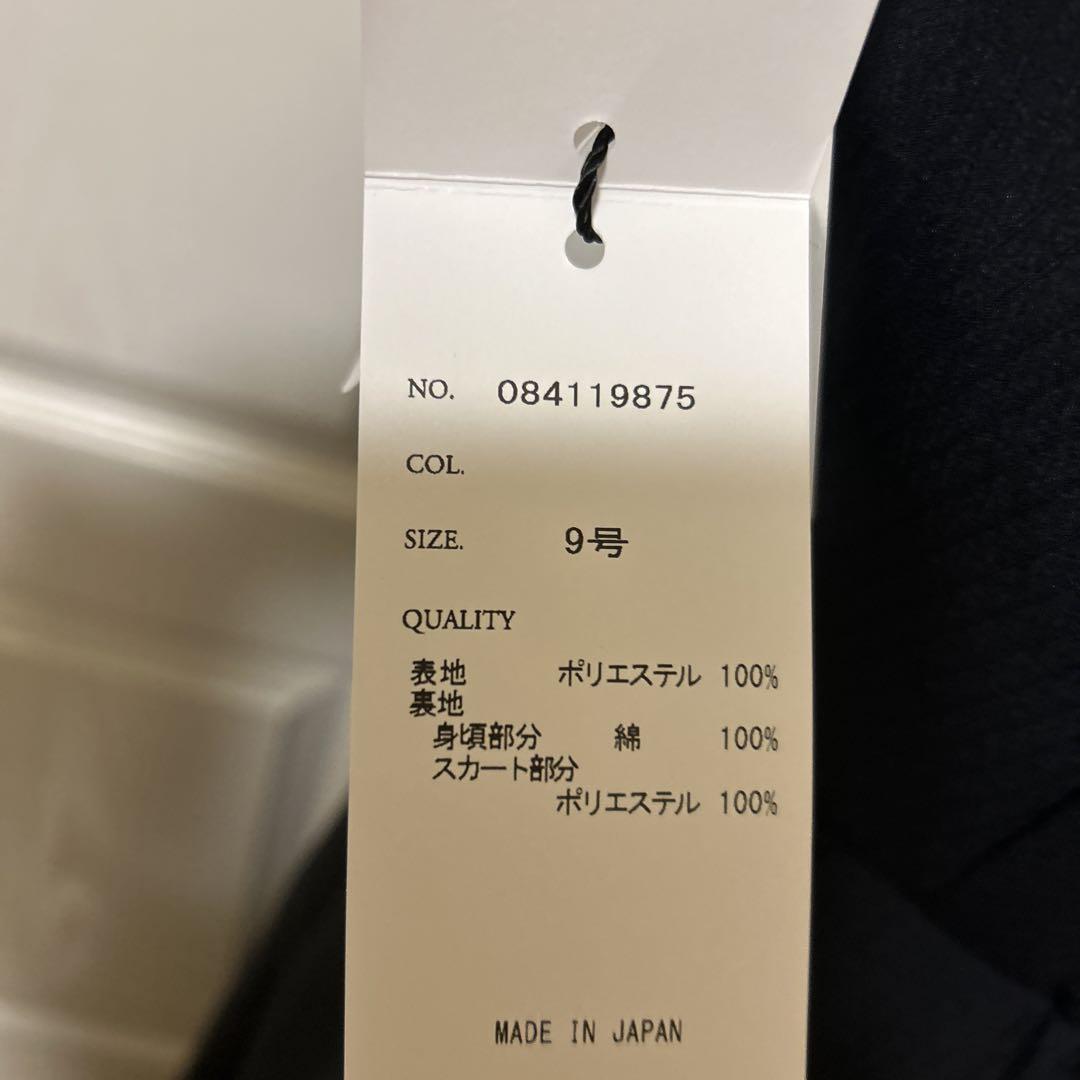 NO. 084119875
COL.
SIZE. 9号
QUALITY
表地 ポリエステル 100%
裏地
身頃部分 綿 100%
スカート部分
ポリエステル 100%
MADE IN JAPAN